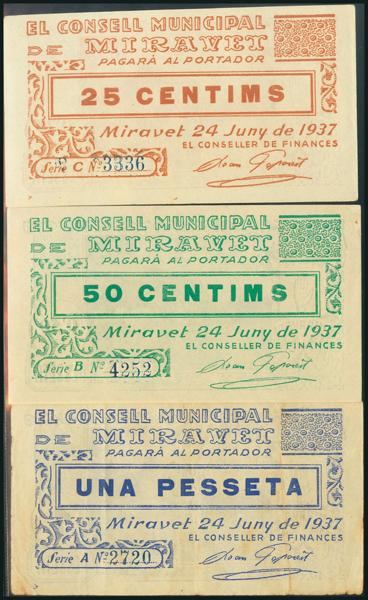 EL CONSELL MUNICIPAL
DE MIRAVET
PAGARÀ AL PORTADOR
25 CENTIMS
Miravet 24 Juny de 1937
EL CONSELLER DE FINANCES
Serie C Nº 3336
EL CONSELL MUNICIPAL
DE MIRAVET
PAGARÀ AL PORTADOR
50 CENTIMS
Miravet 24 Juny de 1937
EL CONSELLER DE FINANCES
Serie B Nº 4252
EL CONSELL MUNICIPAL
DE MIRAVET
PAGARÀ AL PORTADOR
UNA PESSETA
Miravet 24 Juny de 1937
EL CONSELLER DE FINANCES
Serie A Nº 2720